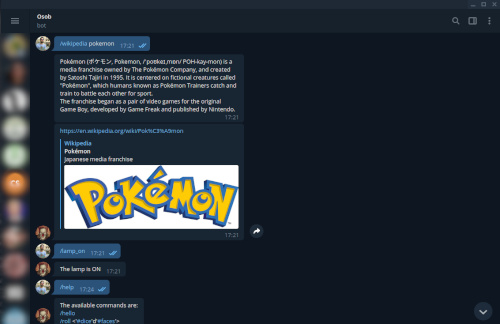 Osob
bot
/wikipedia pokemon 17:21
Pokémon (ポケモン, Pokemon, /ˈpoʊkeɪˌmɒn/ POH-kay-mon) is a
media franchise owned by The Pokémon Company, and created
by Satoshi Tajiri in 1995. It is centered on fictional creatures called
"Pokémon", which humans known as Pokémon Trainers catch and
train to battle each other for sport.
The franchise began as a pair of video games for the original
Game Boy, developed by Game Freak and published by Nintendo.
17:21
https://en.wikipedia.org/wiki/Pok%C3%A9mon
Wikipedia
Pokémon
Japanese media franchise
POKéMON
17:21
/lamp_on 17:21
The lamp is ON 17:21
/help 17:24
The available commands are:
/hello
/roll <'#dice'd'#faces'>